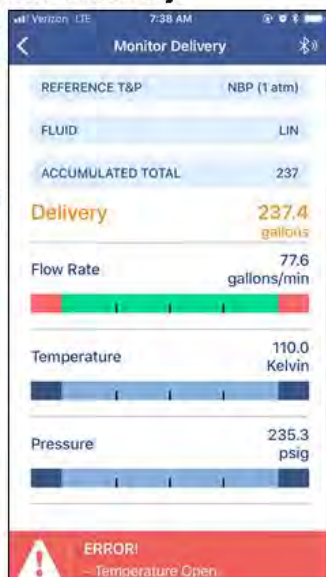 Verizon LTE 7:38 AM
Monitor Delivery
REFERENCE T&P NBP (1 atm)
FLUID LIN
ACCUMULATED TOTAL 237
Delivery 237.4
gallons
Flow Rate 77.6
gallons/min
Temperature 110.0
Kelvin
Pressure 235.3
psig
ERROR!
– Temperature Open